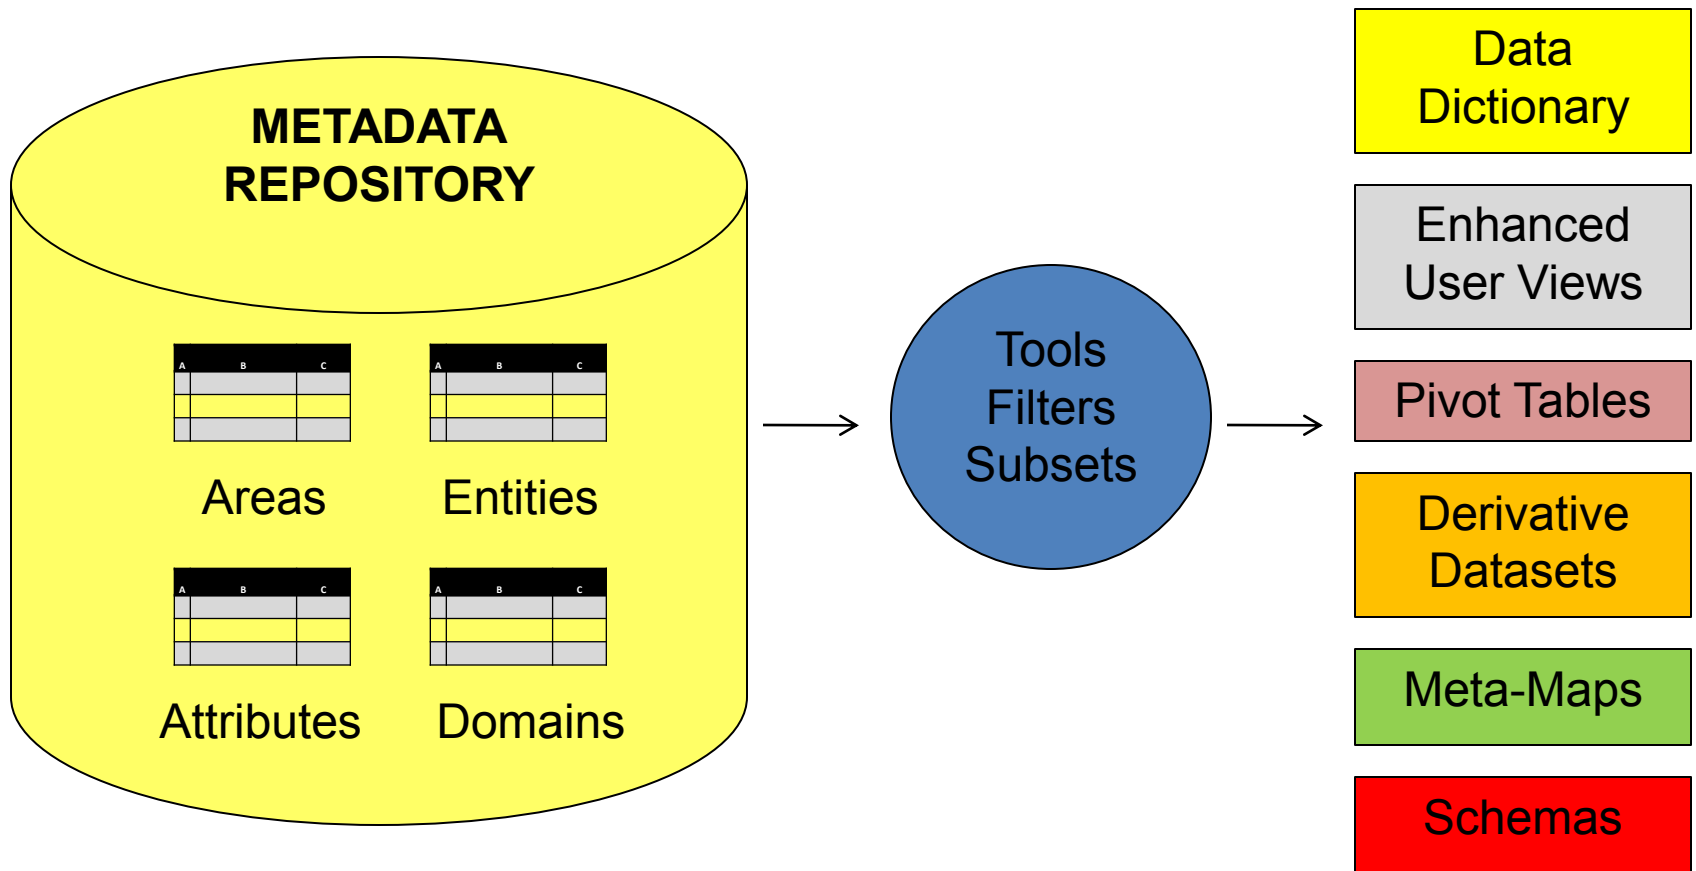 METADATA
REPOSITORY
A B C
A B C
Areas
Entities
A B C
A B C
Attributes
Domains
Tools
Filters
Subsets
Data
Dictionary
Enhanced
User Views
Pivot Tables
Derivative
Datasets
Meta-Maps
Schemas